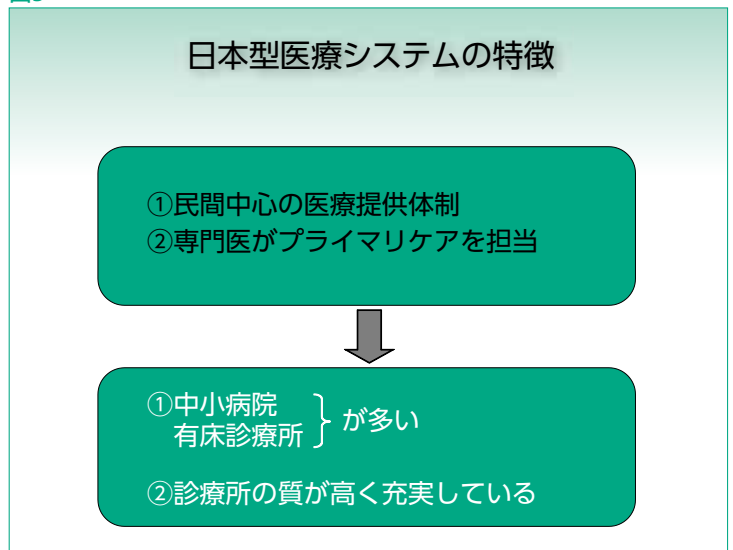 日本型医療システムの特徴
①民間中心の医療提供体制
②専門医がプライマリケアを担当
①中小病院
有床診療所
が多い
②診療所の質が高く充実している